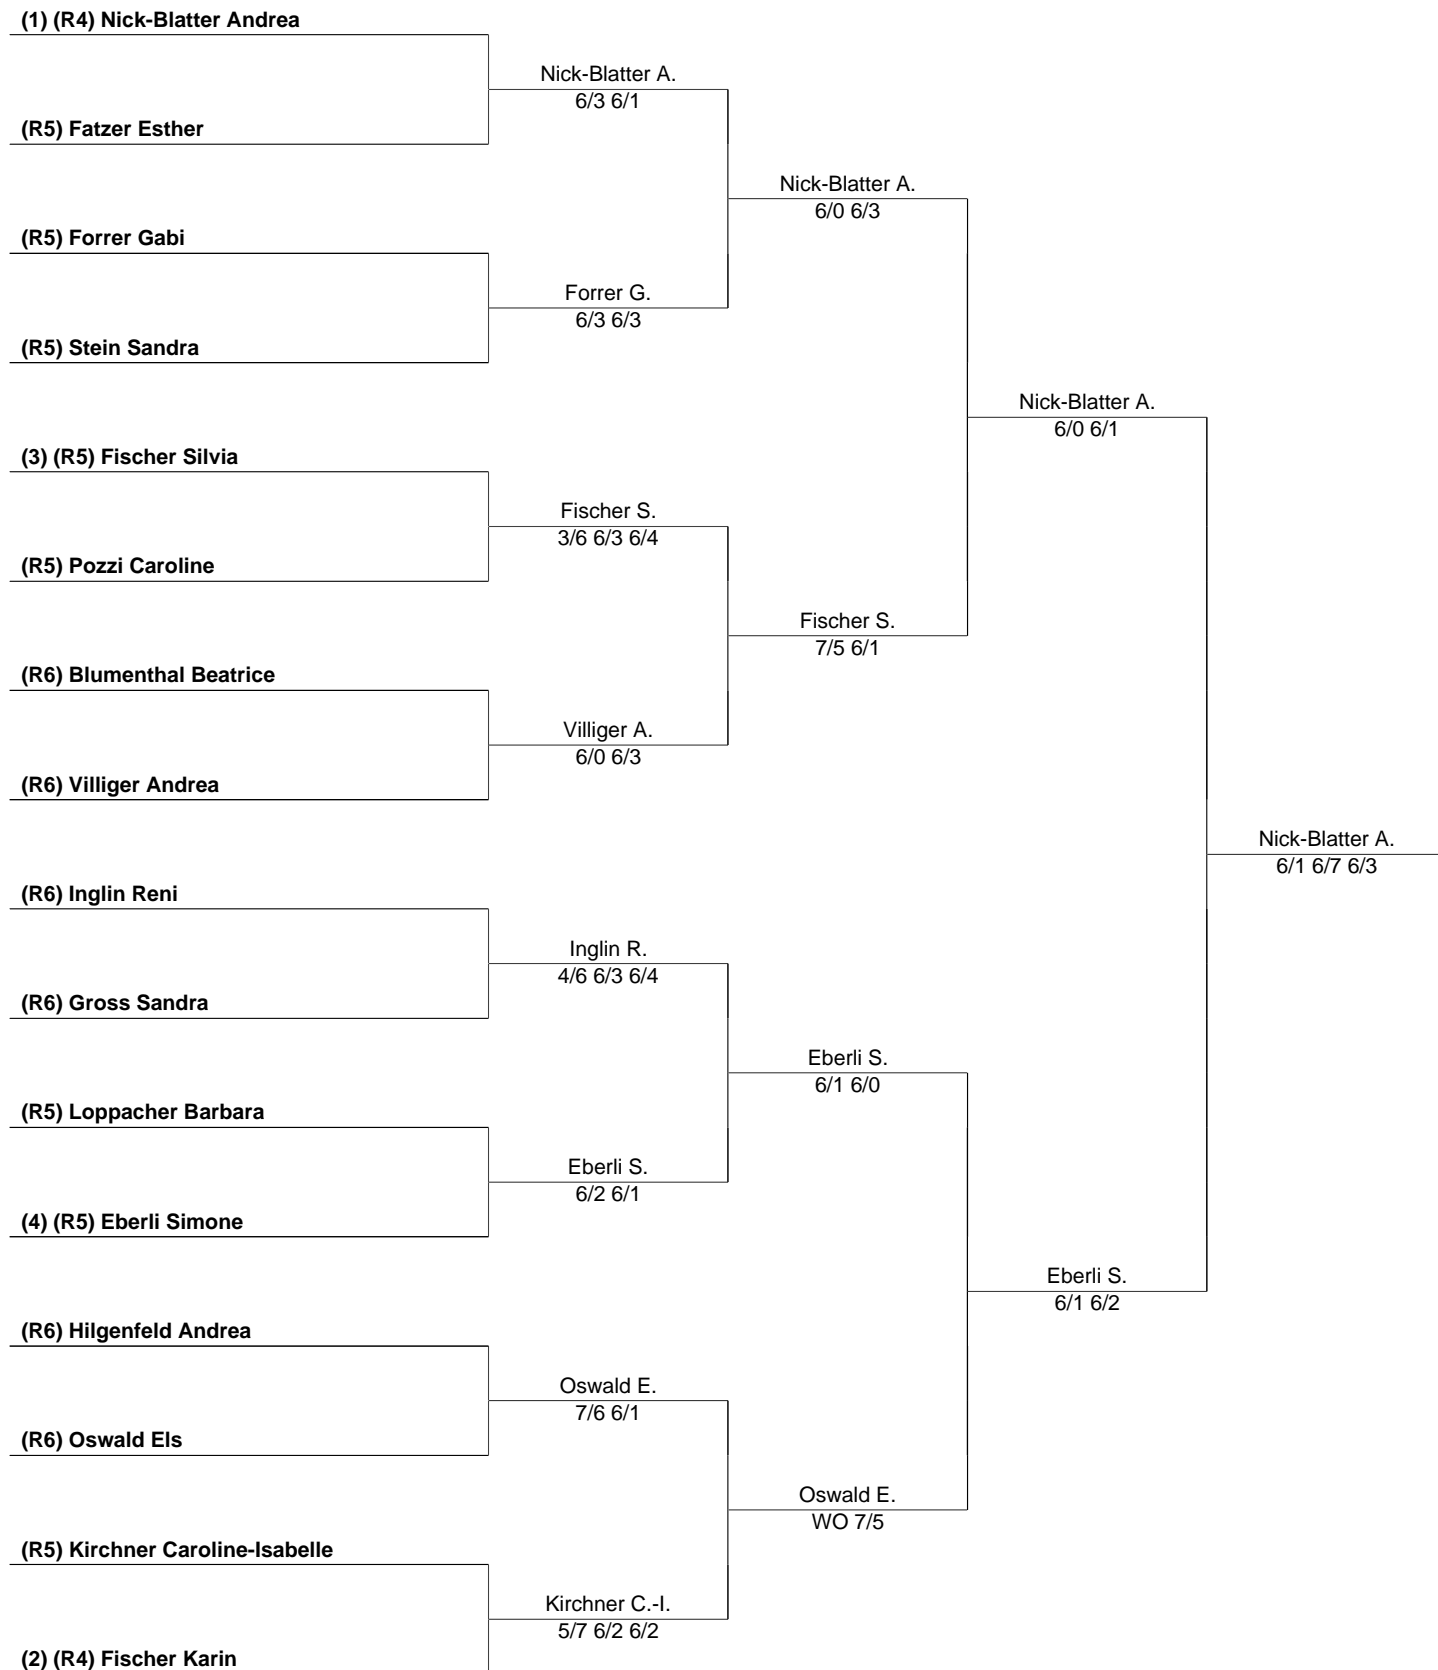 (1) (R4) Nick-Blatter Andrea
Nick-Blatter A.
6/3 6/1
(R5) Fatzer Esther
Nick-Blatter A.
6/0 6/3
(R5) Forrer Gabi
Forrer G.
6/3 6/3
(R5) Stein Sandra
Nick-Blatter A.
6/0 6/1
(3) (R5) Fischer Silvia
Fischer S.
3/6 6/3 6/4
(R5) Pozzi Caroline
Fischer S.
7/5 6/1
(R6) Blumenthal Beatrice
Villiger A.
6/0 6/3
(R6) Villiger Andrea
Nick-Blatter A.
6/1 6/7 6/3
(R6) Inglin Reni
Inglin R.
4/6 6/3 6/4
(R6) Gross Sandra
Eberli S.
6/1 6/0
(R5) Loppacher Barbara
Eberli S.
6/2 6/1
(4) (R5) Eberli Simone
Eberli S.
6/1 6/2
(R6) Hilgenfeld Andrea
Oswald E.
7/6 6/1
(R6) Oswald Els
Oswald E.
WO 7/5
(R5) Kirchner Caroline-Isabelle
Kirchner C.-I.
5/7 6/2 6/2
(2) (R4) Fischer Karin